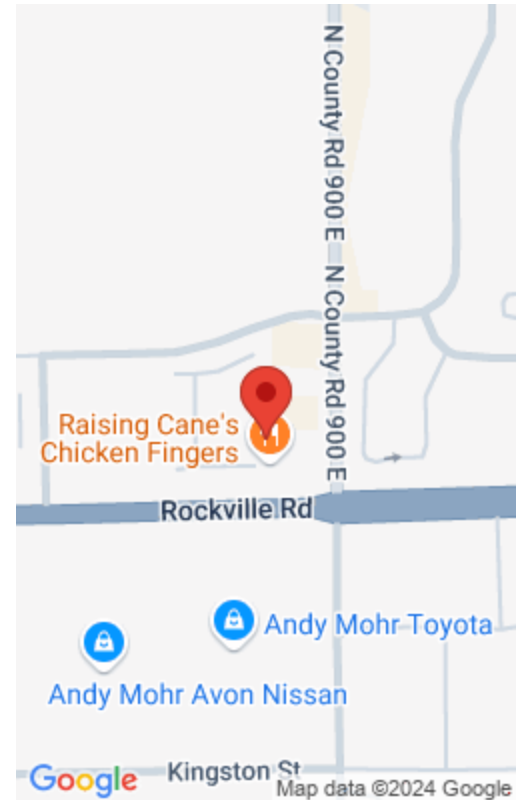 N County Rd 900 E
N County Rd 900 E
Raising Cane's
Chicken Fingers
Rockville Rd
Andy Mohr Toyota
Andy Mohr Avon Nissan
Kingston St
Google
Map data ©2024 Google